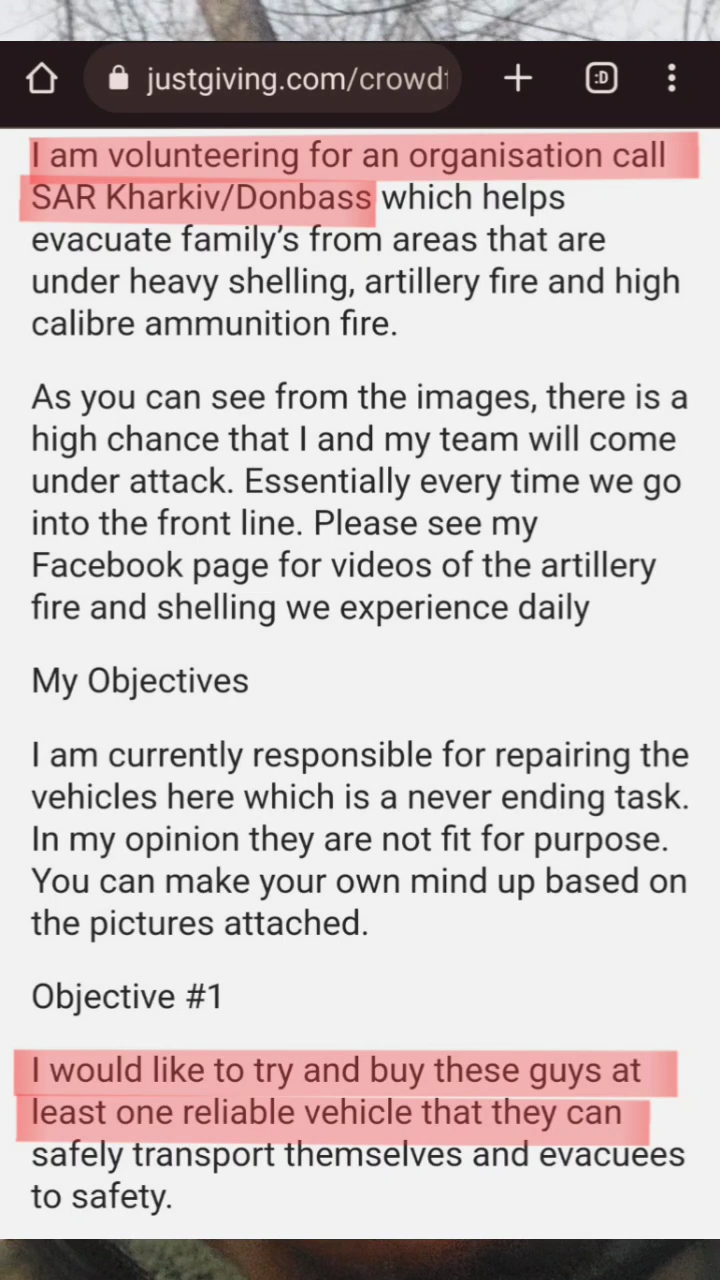 justgiving.com/crowdf
:D
I am volunteering for an organisation call
SAR Kharkiv/Donbass which helps
evacuate family's from areas that are
under heavy shelling, artillery fire and high
calibre ammunition fire.
As you can see from the images, there is a
high chance that I and my team will come
under attack. Essentially every time we go
into the front line. Please see my
Facebook page for videos of the artillery
fire and shelling we experience daily
My Objectives
I am currently responsible for repairing the
vehicles here which is a never ending task.
In my opinion they are not fit for purpose.
You can make your own mind up based on
the pictures attached.
Objective #1
I would like to try and buy these guys at
least one reliable vehicle that they can
safely transport themselves and evacuees
to safety.